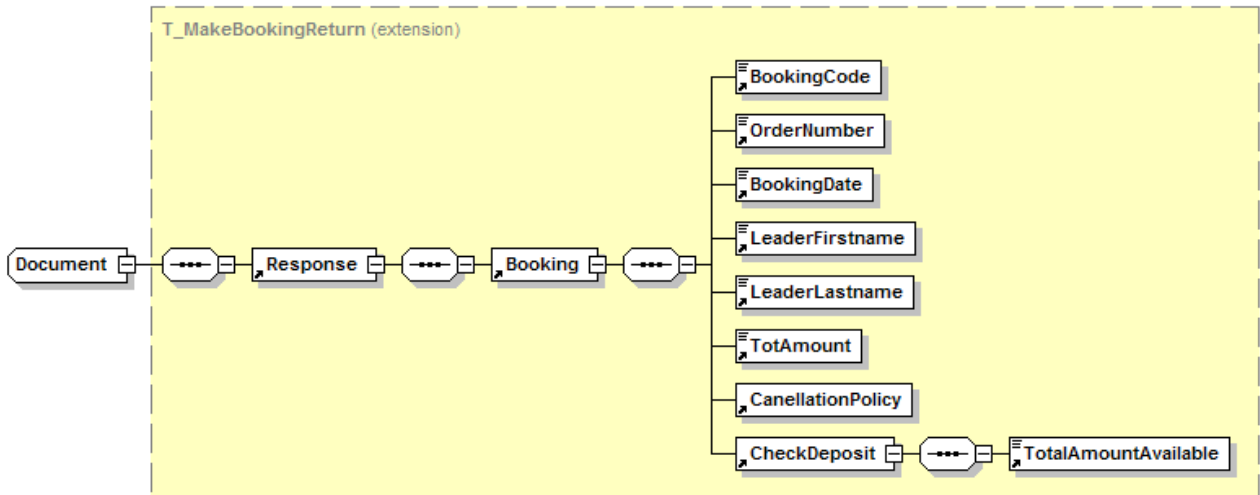 T_MakeBookingReturn (extension)
BookingCode
OrderNumber
BookingDate
LeaderFirstname
Document
Response
Booking
LeaderLastname
TotAmount
CanellationPolicy
CheckDeposit
TotalAmountAvailable